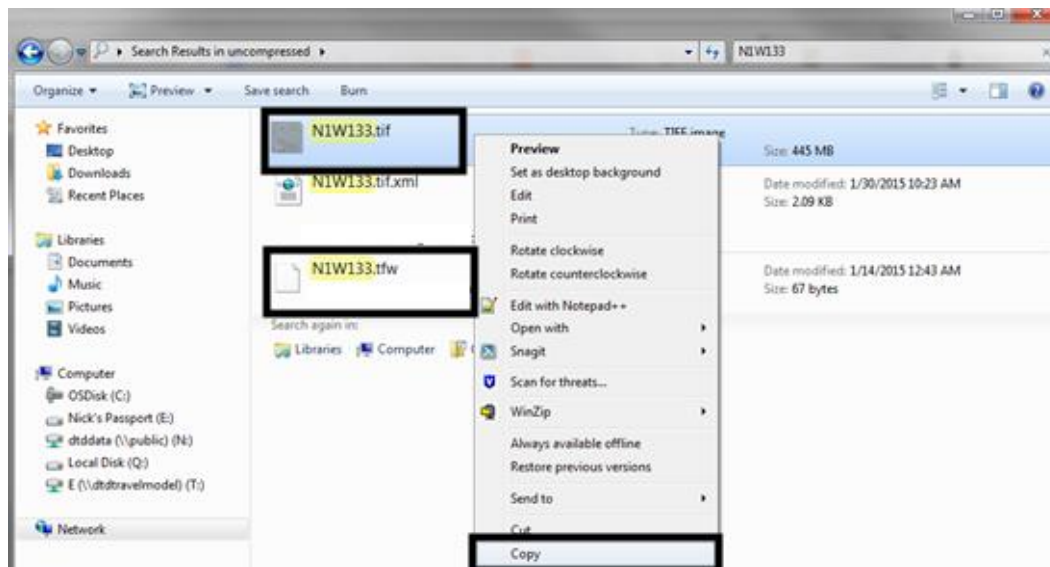 Search Results in uncompressed
N1W133
Organize
Preview
Save search
Burn
Favorites
Desktop
Downloads
Recent Places
Libraries
Documents
Music
Pictures
Videos
Computer
OSDisk (C:)
Nick's Passport (E:)
dtddata (\\public) (N:)
Local Disk (Q:)
E (\\dtdtravelmodel) (T:)
Network
N1W133.tif
Type: TIFF image
Size: 445 MB
N1W133.tif.xml
Date modified: 1/30/2015 10:23 AM
Size: 2.09 KB
N1W133.tfw
Date modified: 1/14/2015 12:43 AM
Size: 67 bytes
Search again in:
Libraries
Computer
Preview
Set as desktop background
Edit
Print
Rotate clockwise
Rotate counterclockwise
Edit with Notepad++
Open with
Snagit
Scan for threats...
WinZip
Always available offline
Restore previous versions
Send to
Cut
Copy